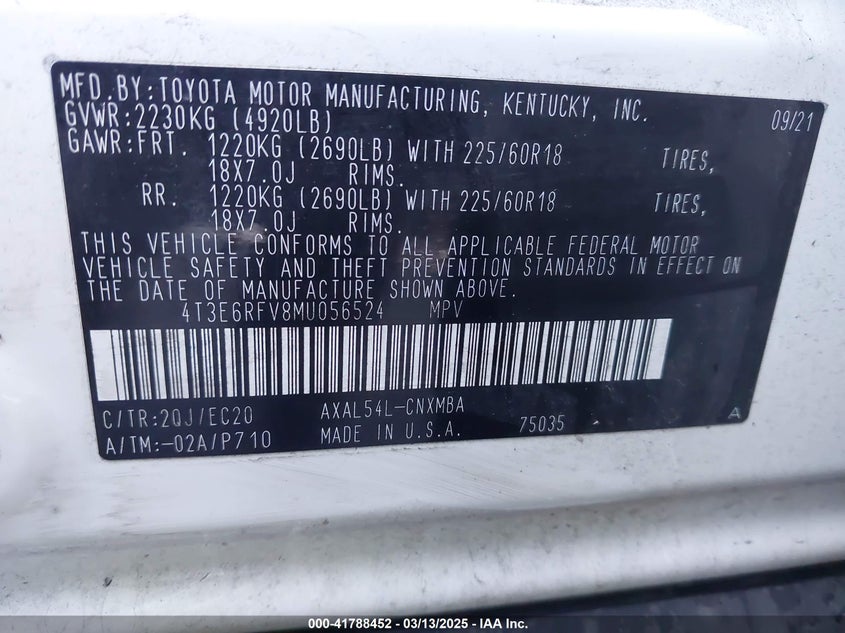 MFD.BY:TOYOTA MOTOR MANUFACTURING, KENTUCKY, INC. 09/21
GVWR:2230KG (4920LB)
GAWR:FRT. 1220KG (2690LB) WITH 225/60R18 TIRES,
18X7.0J RIMS.
RR. 1220KG (2690LB) WITH 225/60R18 TIRES,
18X7.0J RIMS.
THIS VEHICLE CONFORMS TO ALL APPLICABLE FEDERAL MOTOR
VEHICLE SAFETY AND THEFT PREVENTION STANDARDS IN EFFECT ON
THE DATE OF MANUFACTURE SHOWN ABOVE.
4T3E6RFV8MU056524 MPV
C/TR:2QJ/EC20 AXAL54L-CNXMBA
A/TM:-02A/P710 MADE IN U.S.A. 75035 A
000-41788452 - 03/13/2025 - IAA Inc.